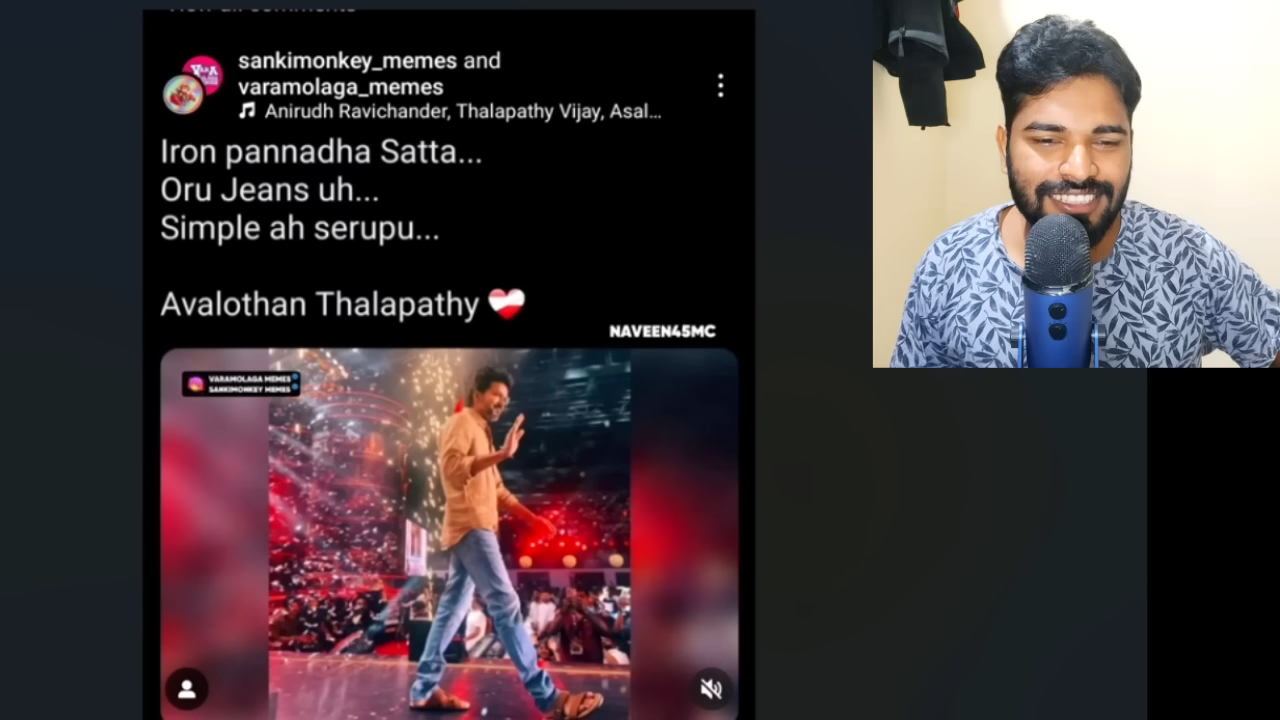 sankimonkey_memes and
varamolaga_memes
Anirudh Ravichander, Thalapathy Vijay, Asal...
Iron pannadha Satta...
Oru Jeans uh...
Simple ah serupu...
Avalothan Thalapathy
NAVEEN45MC
VARAMOLAGA MEMES
SANKIMONKEY MEMES